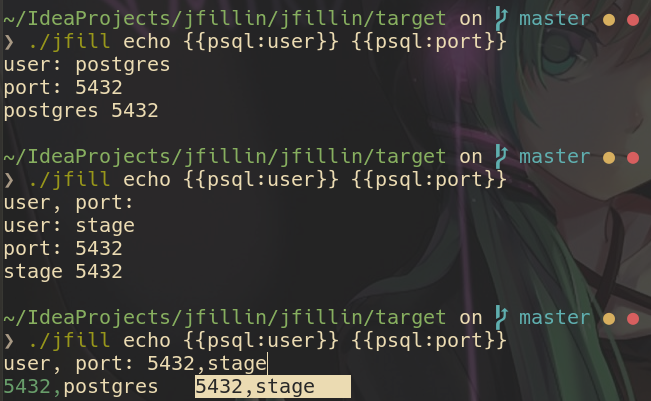 ~/IdeaProjects/jfillin/jfillin/target on master
❯ ./jfill echo {{psql:user}} {{psql:port}}
user: postgres
port: 5432
postgres 5432
~/IdeaProjects/jfillin/jfillin/target on master
❯ ./jfill echo {{psql:user}} {{psql:port}}
user, port:
user: stage
port: 5432
stage 5432
~/IdeaProjects/jfillin/jfillin/target on master
❯ ./jfill echo {{psql:user}} {{psql:port}}
user, port: 5432,stage
5432,postgres 5432,stage